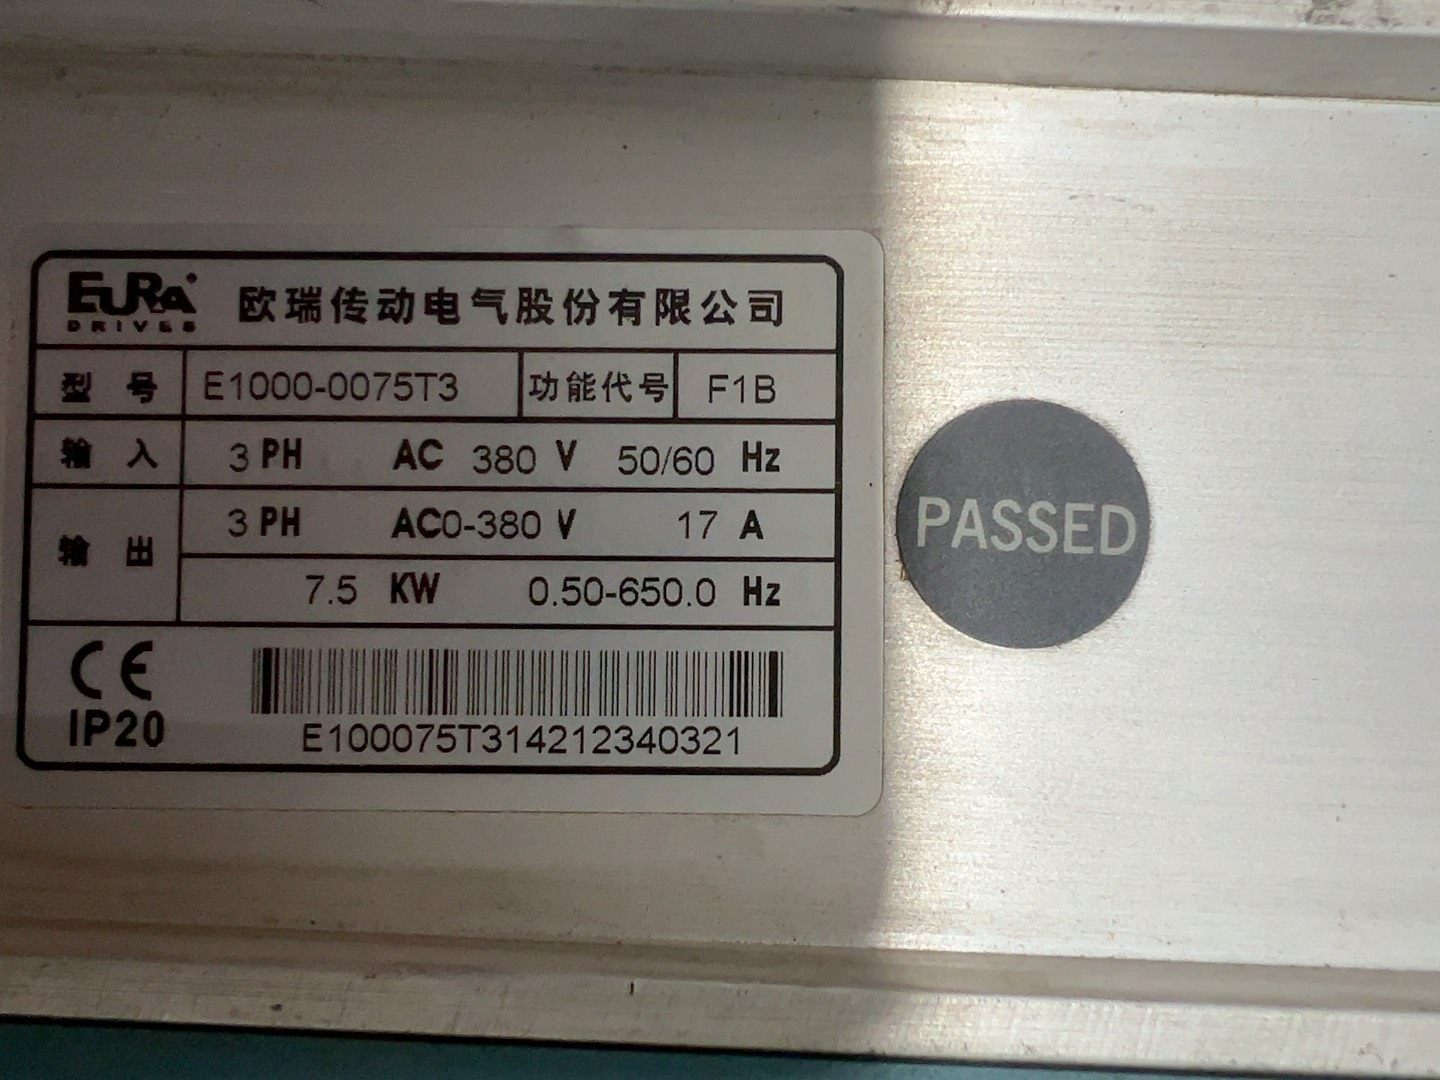 EURA DRIVES 欧瑞传动电气股份有限公司
型号 E1000-0075T3 功能代号 F1B
输入 3 PH AC 380 V 50/60 Hz
输出 3 PH AC0-380 V 17 A
7.5 KW 0.50-650.0 Hz
CE
IP20
E100075T314212340321
PASSED